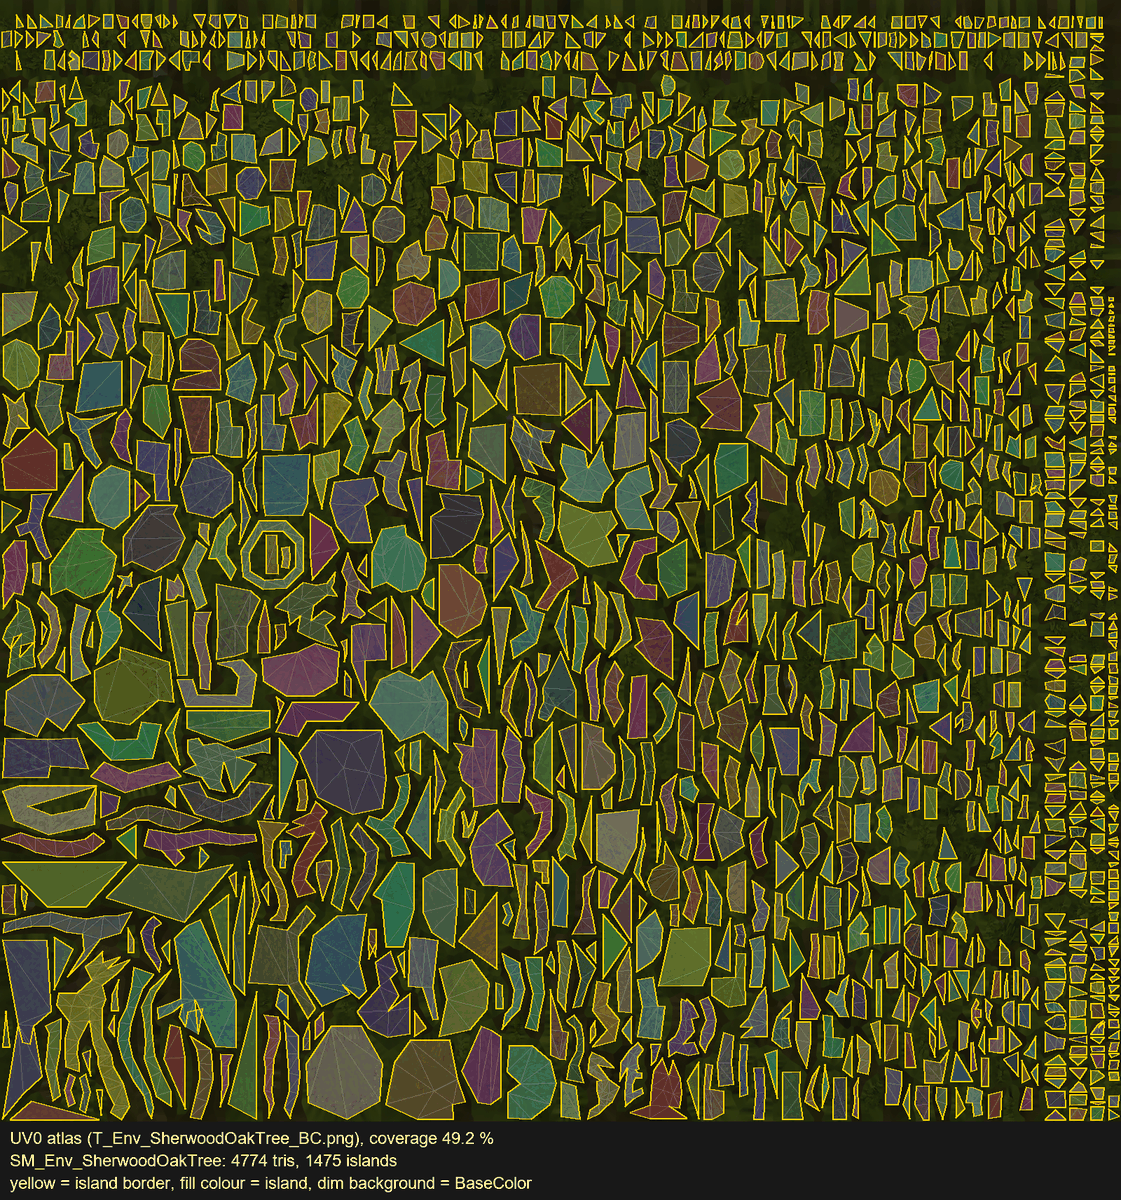 UV0 atlas (T_Env_SherwoodOakTree_BC.png), coverage 49.2 %
SM_Env_SherwoodOakTree: 4774 tris, 1475 islands
yellow = island border, fill colour = island, dim background = BaseColor